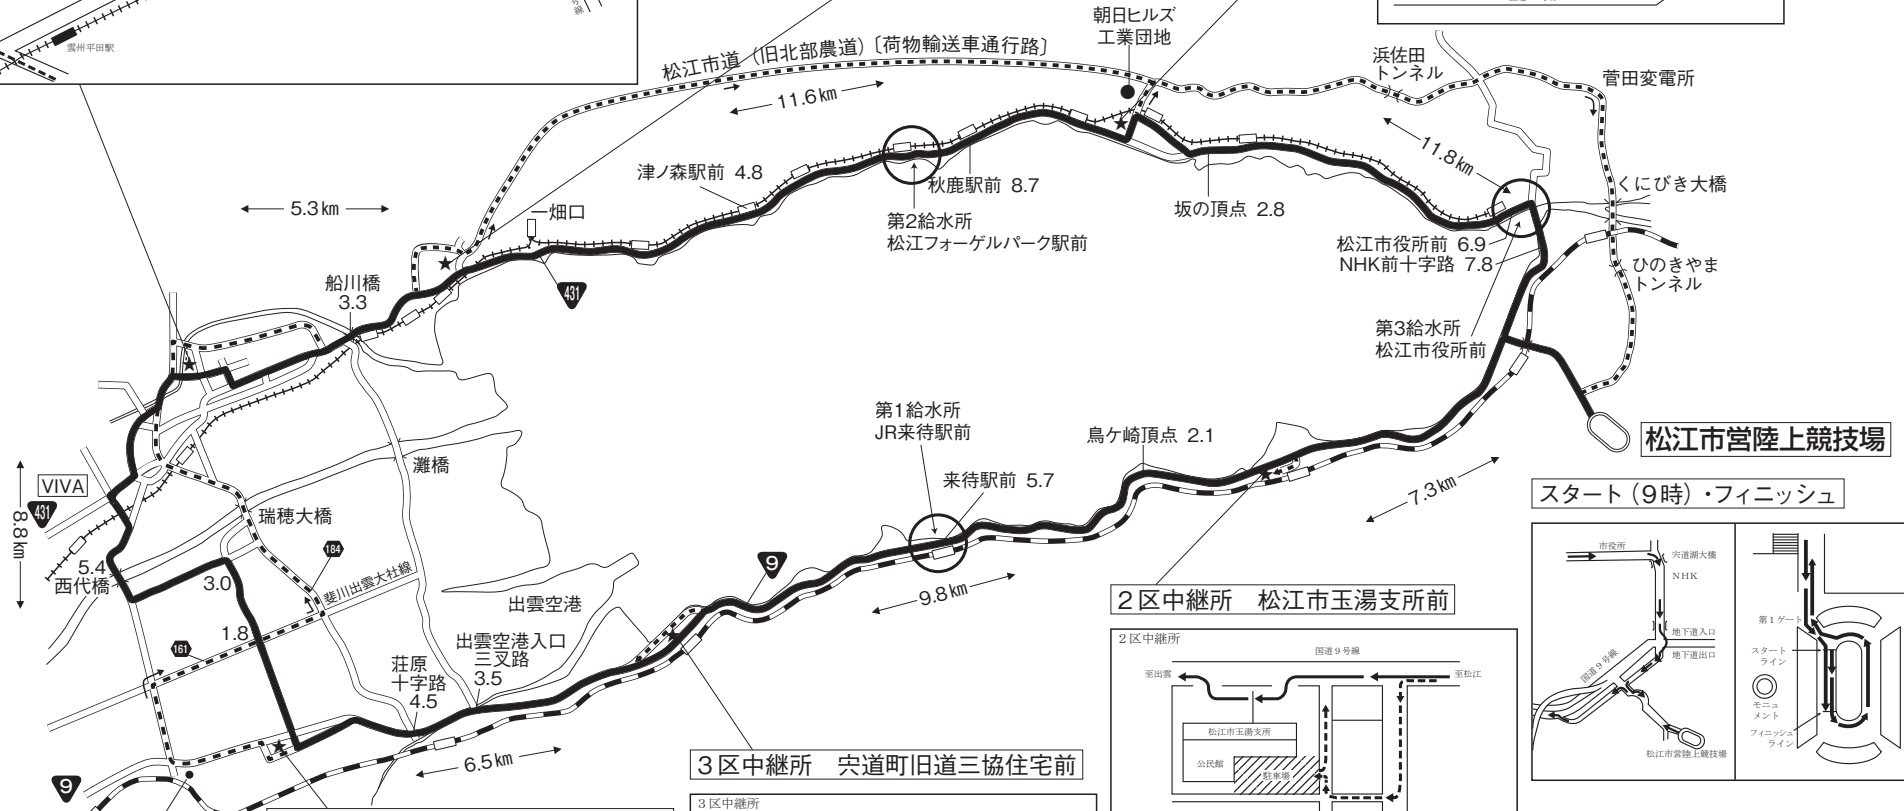 雲州平田駅
朝日ヒルズ
工業団地
松江市道（旧北部農道）〔荷物輸送車通行路〕
浜佐田
トンネル
菅田変電所
11.6km
11.8km
津ノ森駅前 4.8
秋鹿駅前 8.7
坂の頂点 2.8
くにびき大橋
5.3km
一畑口
第2給水所
松江フォーゲルパーク駅前
松江市役所前 6.9
NHK前十字路 7.8
ひのきやま
トンネル
船川橋
3.3
431
第3給水所
松江市役所前
第1給水所
JR来待駅前
鳥ケ崎頂点 2.1
松江市営陸上競技場
灘橋
来待駅前 5.7
7.3km
スタート（9時）・フィニッシュ
VIVA
431
8.8km
瑞穂大橋
184
5.4
西代橋
3.0
斐川出雲大社線
9
9.8km
出雲空港
2区中継所　松江市玉湯支所前
1.8
161
出雲空港入口
三叉路
3.5
荘原
十字路
4.5
6.5km
9
3区中継所　宍道町旧道三協住宅前
3区中継所
2区中継所
国道9号線
至出雲
至松江
松江市玉湯支所
公民館
駐車場
市役所
宍道湖大橋
NHK
地下道入口
地下道出口
国道9号線
松江市営陸上競技場
第1ゲート
スタート
ライン
モニュ
メント
フィニッシュ
ライン